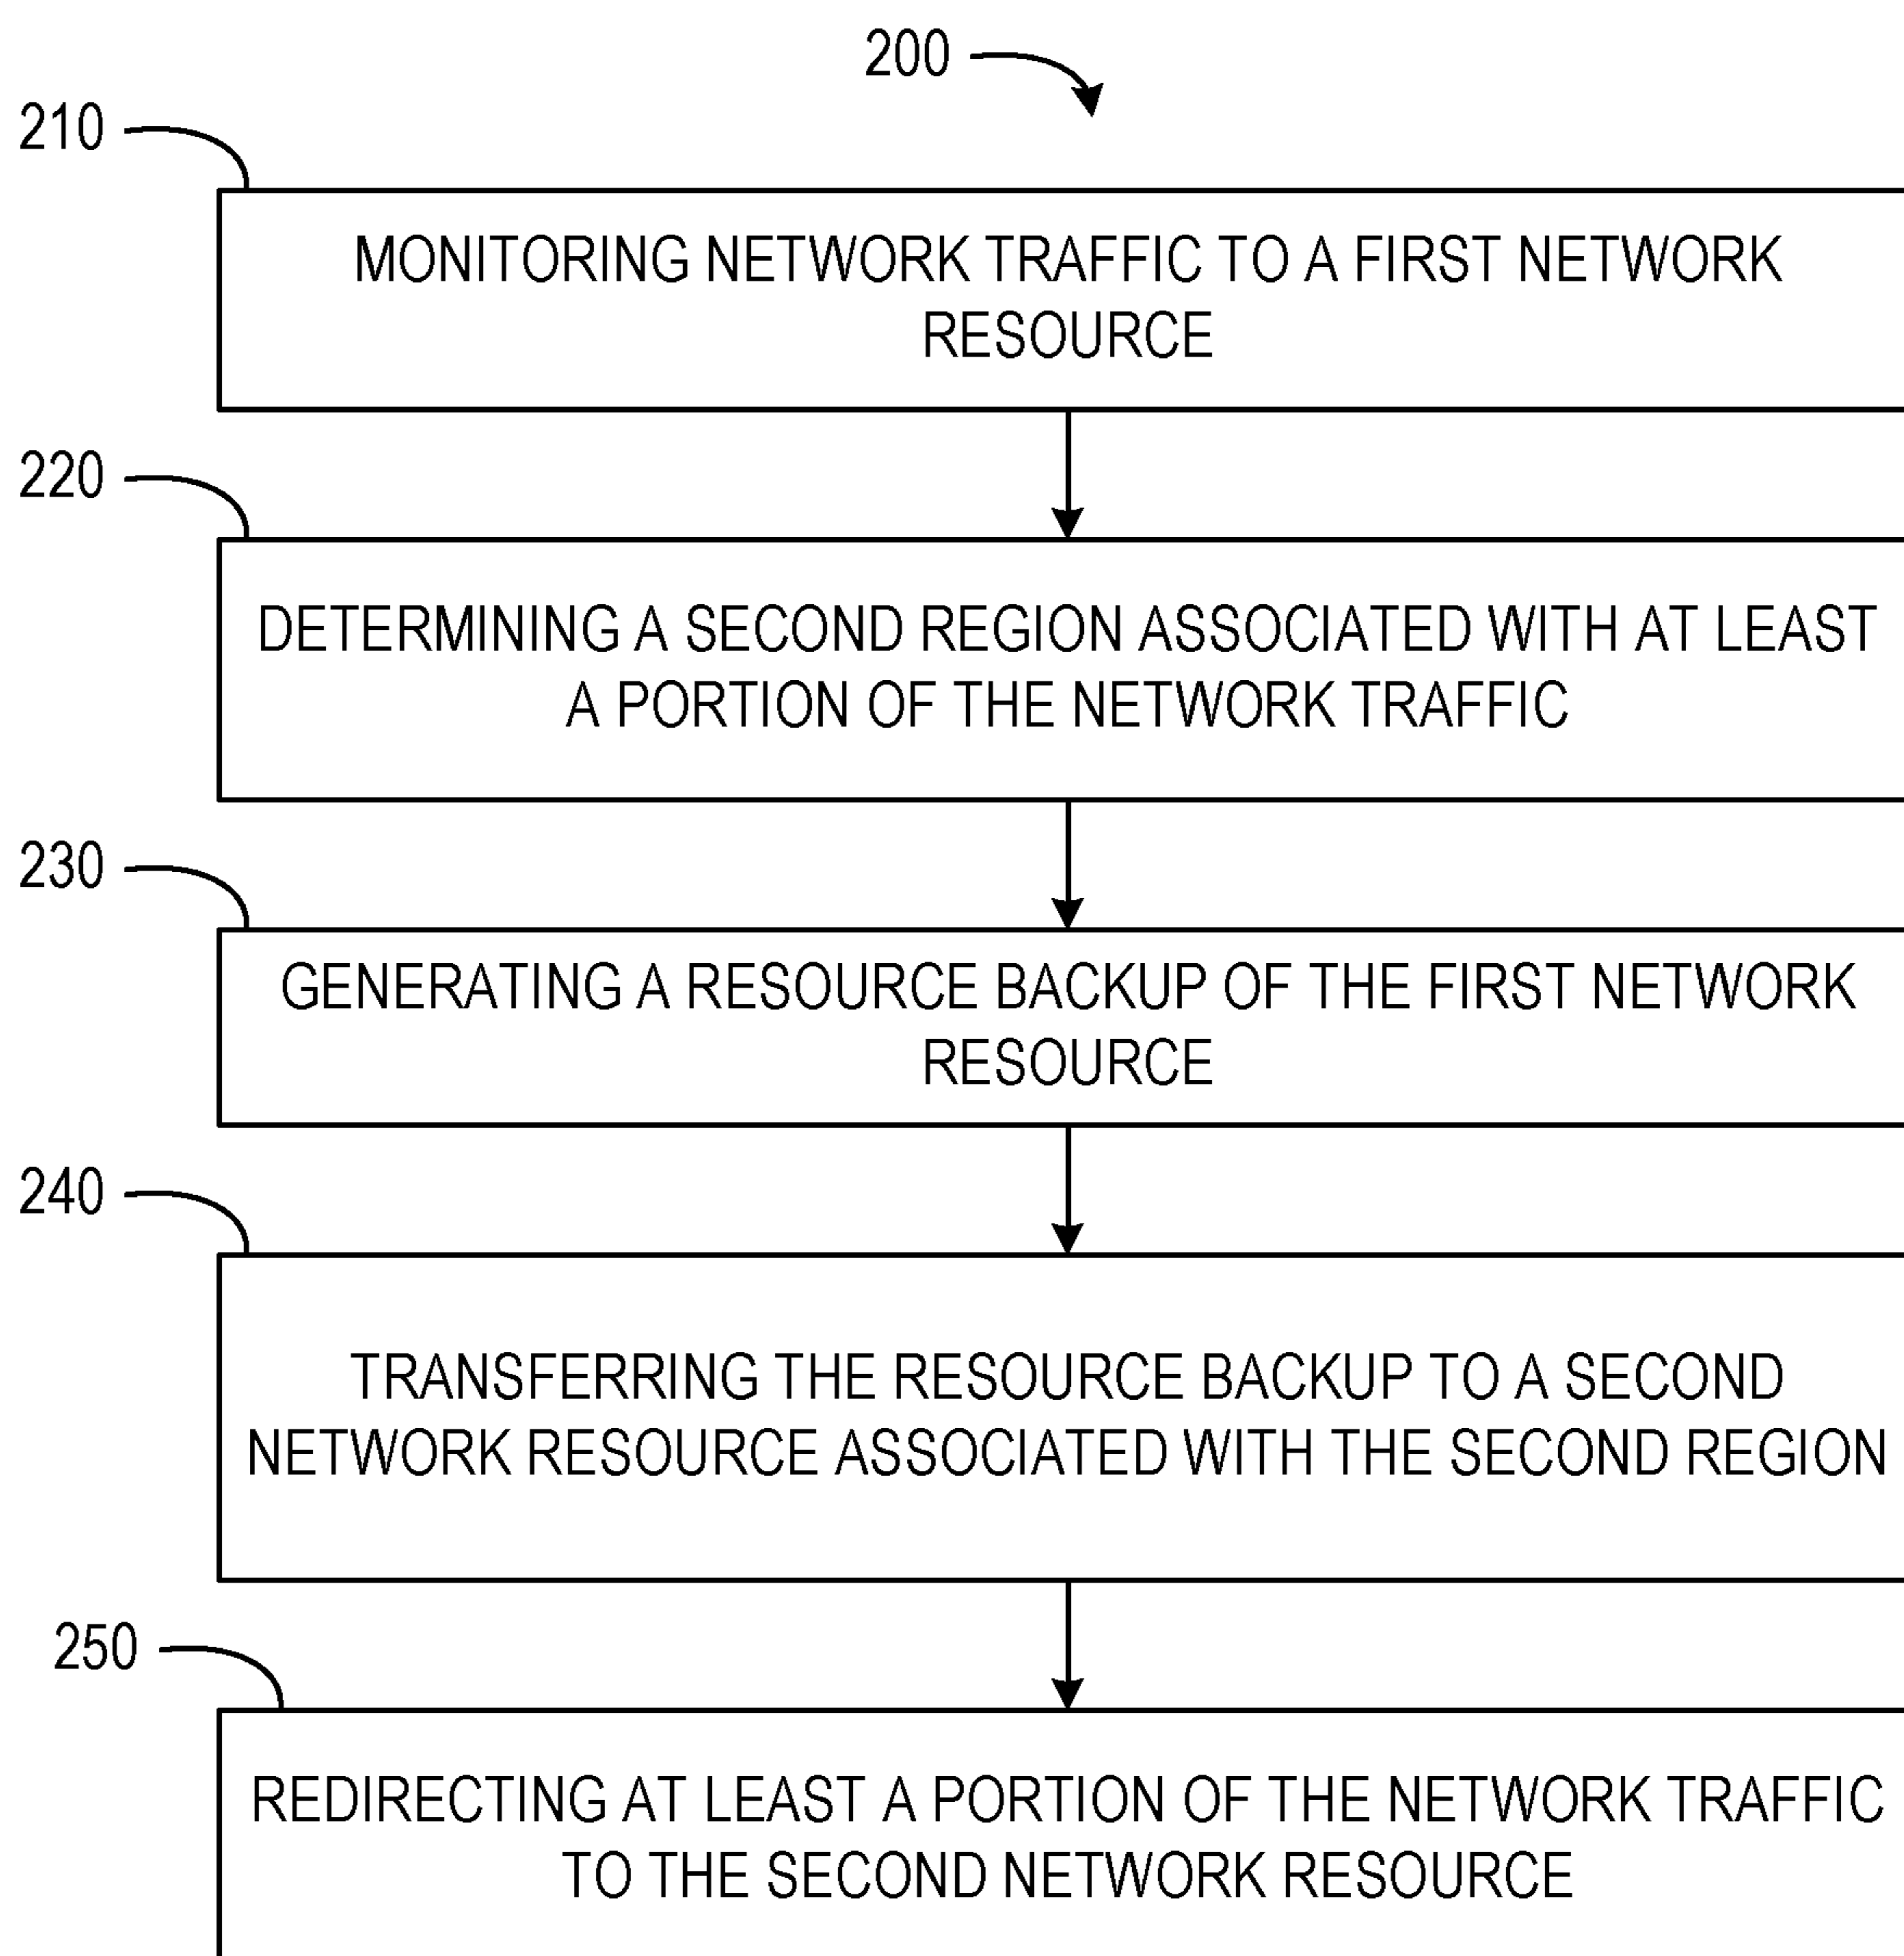 200
210
MONITORING NETWORK TRAFFIC TO A FIRST NETWORK
RESOURCE
220
DETERMINING A SECOND REGION ASSOCIATED WITH AT LEAST
A PORTION OF THE NETWORK TRAFFIC
230
GENERATING A RESOURCE BACKUP OF THE FIRST NETWORK
RESOURCE
240
TRANSFERRING THE RESOURCE BACKUP TO A SECOND
NETWORK RESOURCE ASSOCIATED WITH THE SECOND REGION
250
REDIRECTING AT LEAST A PORTION OF THE NETWORK TRAFFIC
TO THE SECOND NETWORK RESOURCE